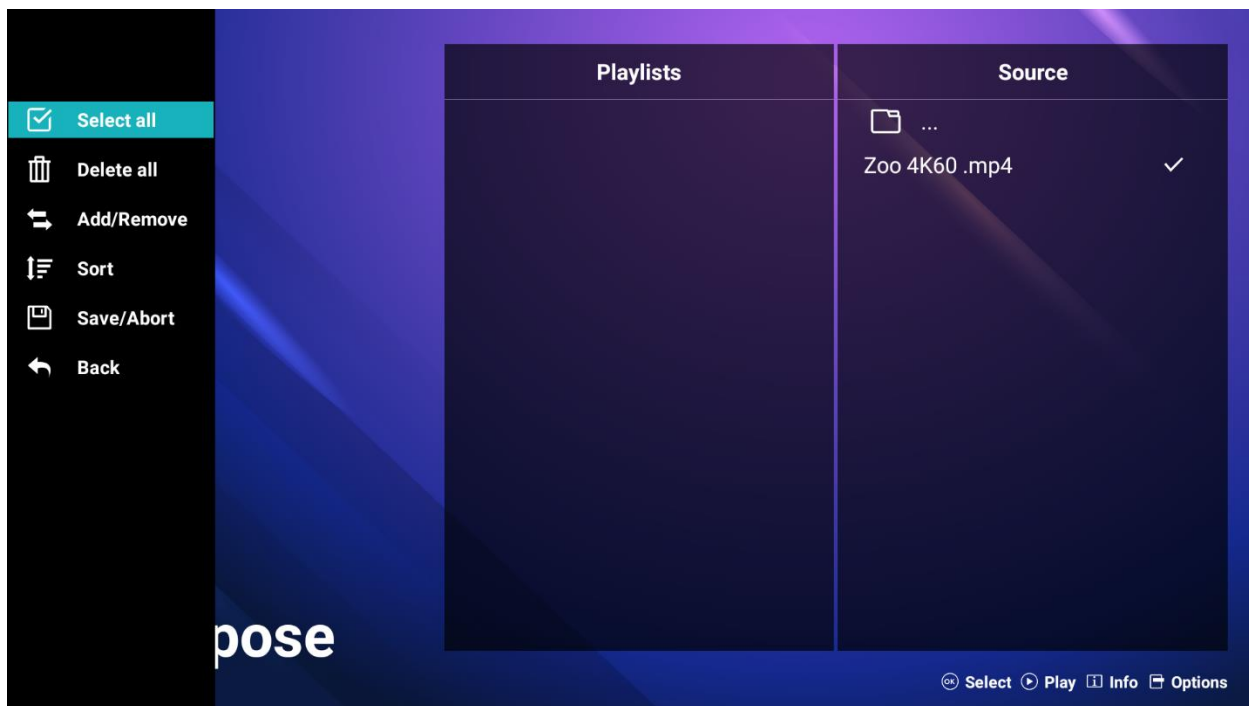 Select all
Delete all
Add/Remove
Sort
Save/Abort
Back
pose
Playlists
Source
...
Zoo 4K60 .mp4
OK Select Play i Info Options